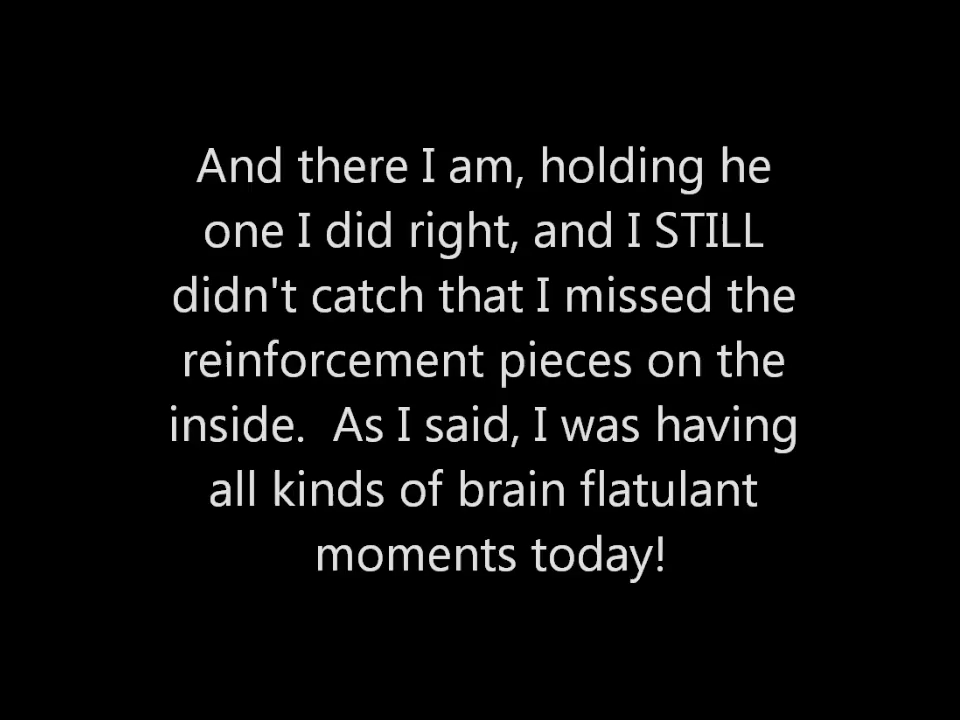 And there I am, holding he
one I did right, and I STILL
didn't catch that I missed the
reinforcement pieces on the
inside.  As I said, I was having
all kinds of brain flatulant
moments today!